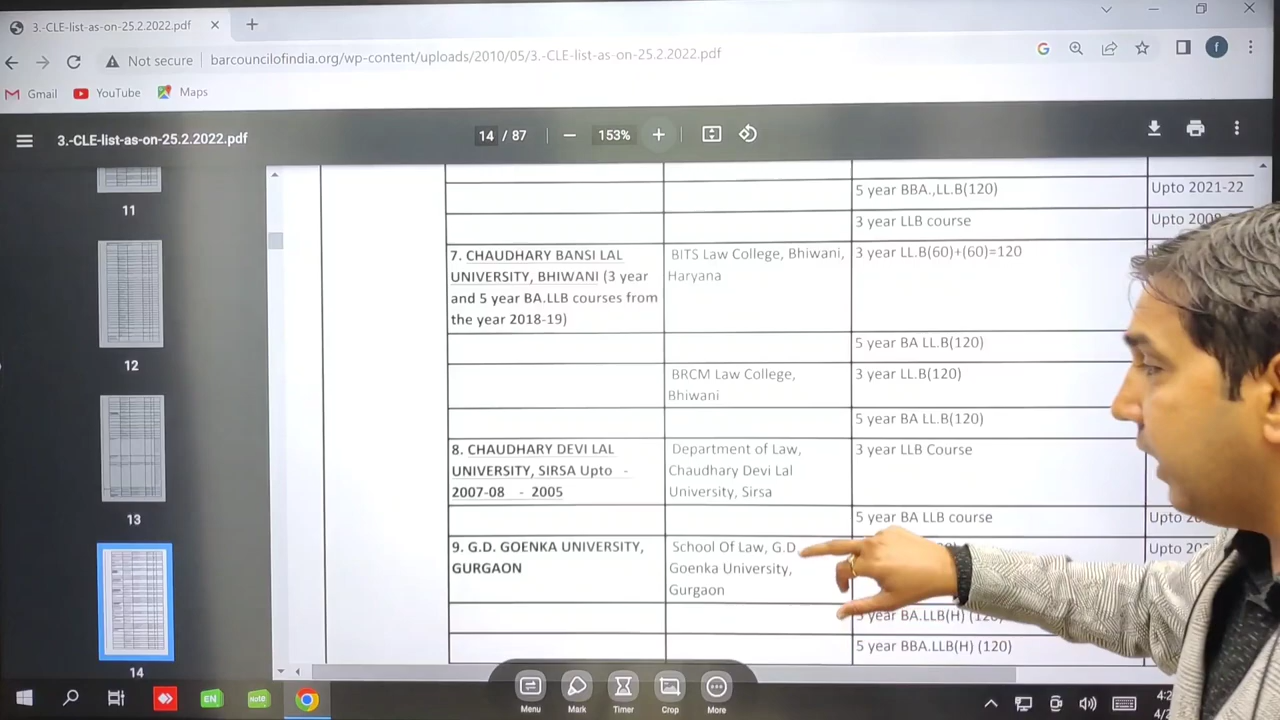 3.-CLE-list-as-on-25.2.2022.pdf
Not secure
barcouncilofindia.org/wp-content/uploads/2010/05/3.-CLE-list-as-on-25.2.2022.pdf
G
f
Gmail
YouTube
Maps
3.-CLE-list-as-on-25.2.2022.pdf
14 / 87
153%
11
12
13
14
5 year BBA.,LL.B(120)
Upto 2021-22
3 year LLB course
7. CHAUDHARY BANSI LAL
UNIVERSITY, BHIWANI (3 year
and 5 year BA.LLB courses from
the year 2018-19)
BITS Law College, Bhiwani,
Haryana
3 year LL.B(60)+(60)=120
5 year BA LL.B(120)
BRCM Law College,
Bhiwani
3 year LL.B(120)
5 year BA LL.B(120)
8. CHAUDHARY DEVI LAL
UNIVERSITY, SIRSA Upto -
2007-08 - 2005
Department of Law,
Chaudhary Devi Lal
University, Sirsa
3 year LLB Course
5 year BA LLB course
Upto
9. G.D. GOENKA UNIVERSITY,
GURGAON
School Of Law, G.D
Goenka University,
Gurgaon
Upto
year BA.LLB(H)
5 year BBA.LLB(H) (120)
EN
Note
Menu
Mark
Timer
Crop
More